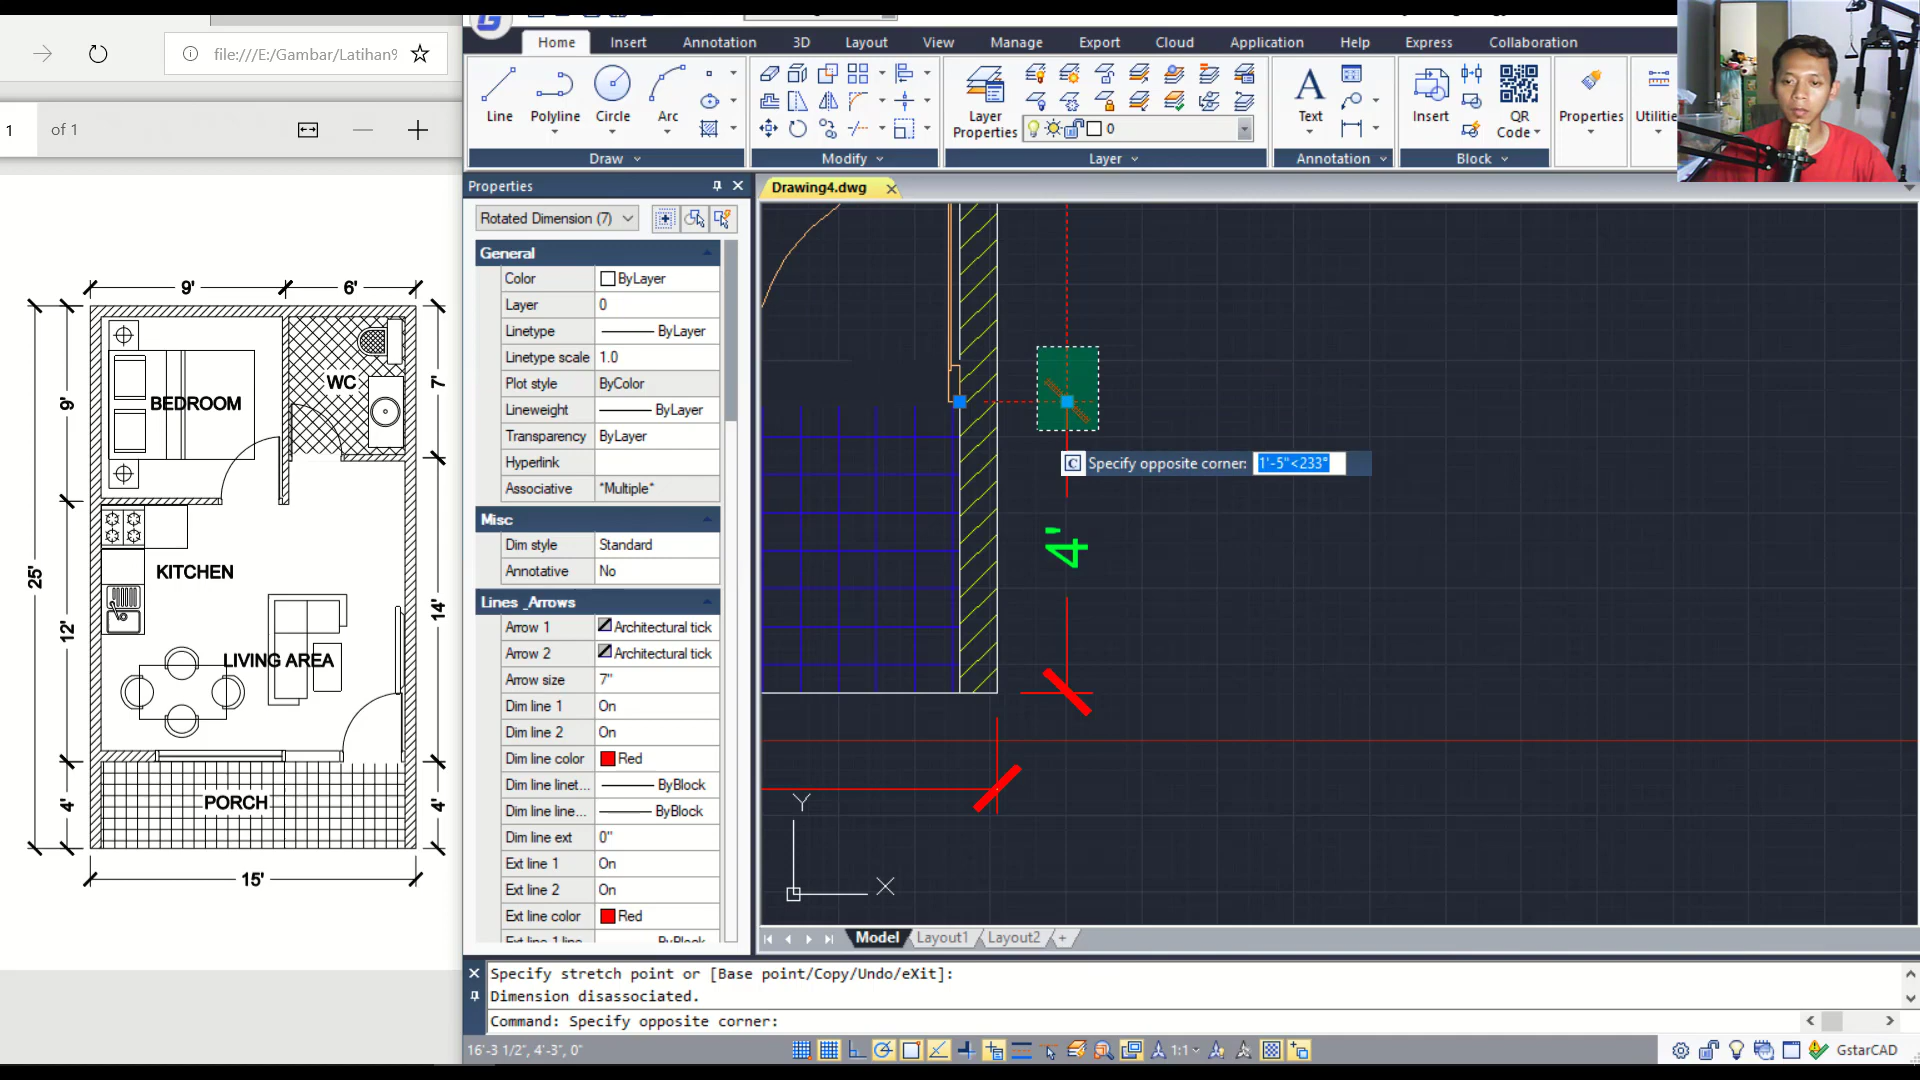 file:///E:/Gambar/Latihan9
1 of 1
9' 6'
WC
BEDROOM
9'
7'
25'
KITCHEN
12'
14'
LIVING AREA
PORCH
4'
4'
15'
G
Home Insert Annotation 3D Layout View Manage Export Cloud Application Help Express Collaboration
Line Polyline Circle Arc
Layer Properties
0
Text
Insert
QR Code
Properties
Utilitie
Draw Modify Layer Annotation Block
Properties
Drawing4.dwg
Rotated Dimension (7)
General
Color ByLayer
Layer 0
Linetype ByLayer
Linetype scale 1.0
Plot style ByColor
Lineweight ByLayer
Transparency ByLayer
Hyperlink
Associative *Multiple*
Misc
Dim style Standard
Annotative No
Lines _Arrows
Arrow 1 Architectural tick
Arrow 2 Architectural tick
Arrow size 7"
Dim line 1 On
Dim line 2 On
Dim line color Red
Dim line linet... ByBlock
Dim line line... ByBlock
Dim line ext 0"
Ext line 1 On
Ext line 2 On
Ext line color Red
C Specify opposite corner: 1'-5"<233°
4'
Y
X
Model Layout1 Layout2 +
Specify stretch point or [Base point/Copy/Undo/eXit]:
Dimension disassociated.
Command: Specify opposite corner:
16'-3 1/2", 4'-3", 0"
1:1
GstarCAD